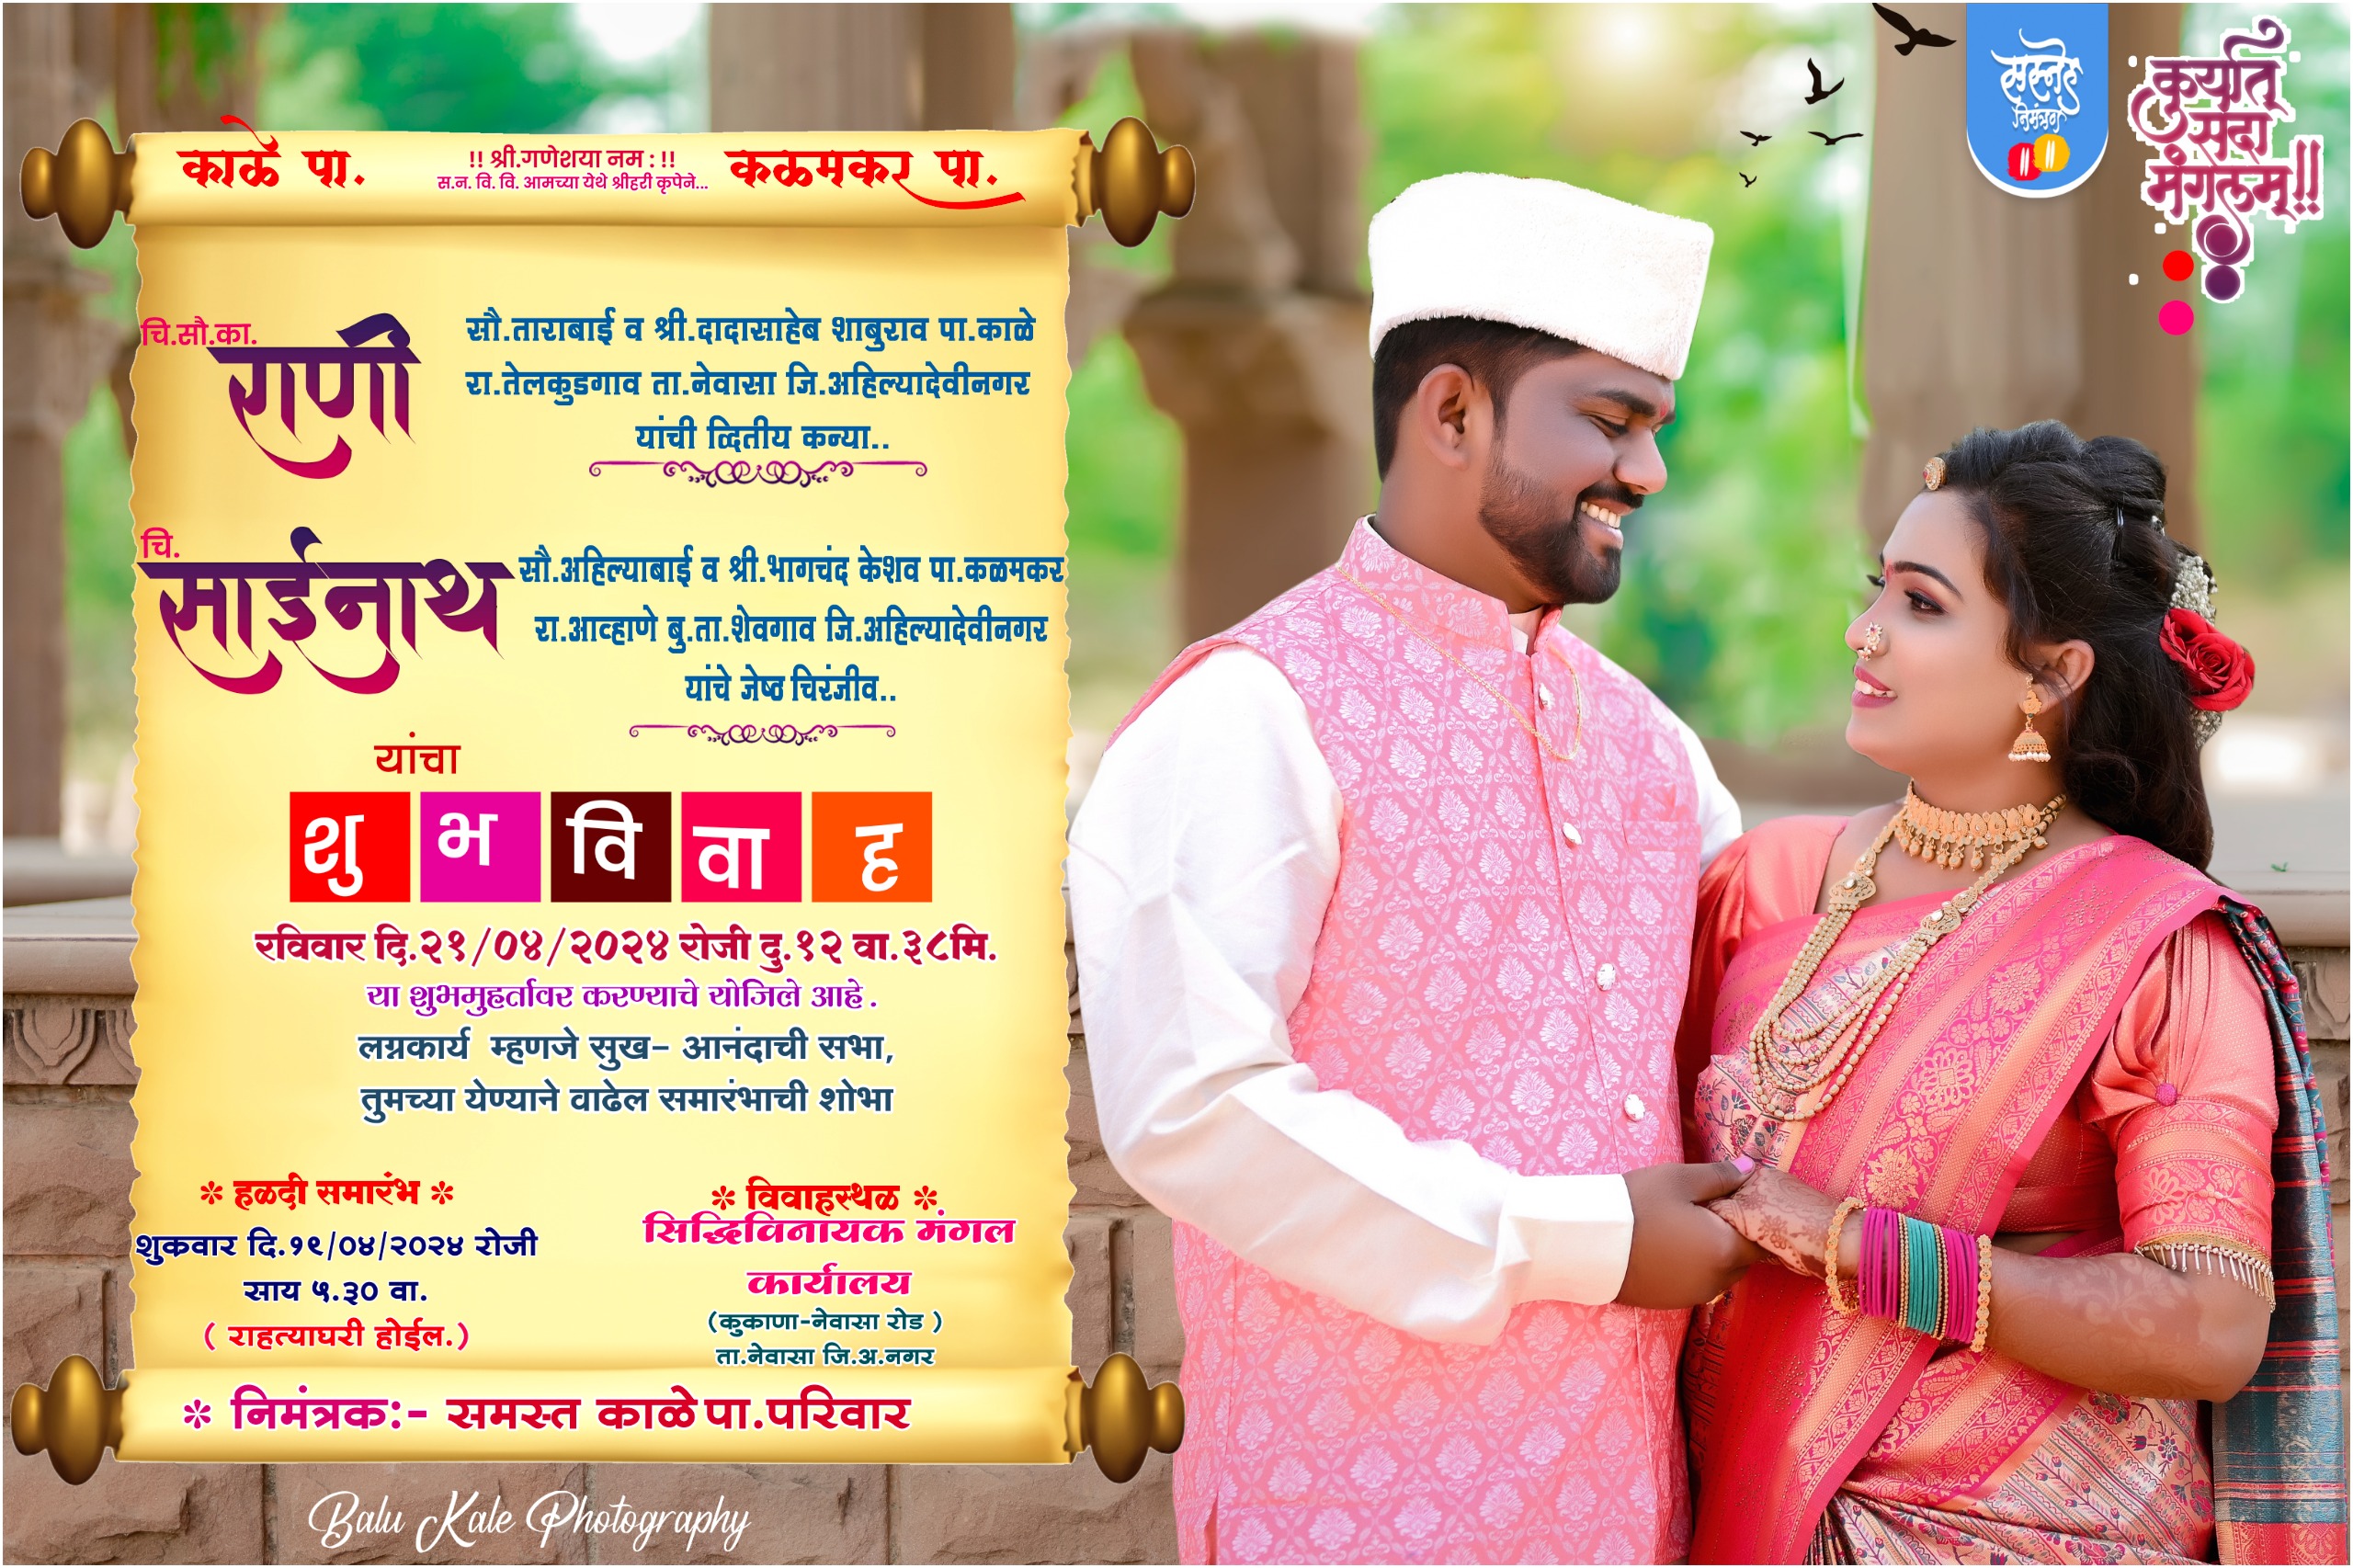 काळे पा.
!! श्री.गणेशया नम : !!
स.न. वि. वि. आमच्या येथे श्रीहरी कृपेने...
कळमकर पा.
सस्नेह
निमंत्रण
कुर्यात
सदा
मंगलम्!!
चि.सौ.का.
राणी
सौ.ताराबाई व श्री.दादासाहेब शाबुराव पा.काळे
रा.तेलकुडगाव ता.नेवासा जि.अहिल्यादेवीनगर
यांची द्वितीय कन्या..
चि.
साईनाथ
सौ.अहिल्याबाई व श्री.भागचंद केशव पा.कळमकर
रा.आव्हाणे बु.ता.शेवगाव जि.अहिल्यादेवीनगर
यांचे जेष्ठ चिरंजीव..
यांचा
शुभविवाह
रविवार दि.२१/०४/२०२४ रोजी दु.१२ वा.३८मि.
या शुभमुहर्तावर करण्याचे योजिले आहे.
लग्नकार्य म्हणजे सुख- आनंदाची सभा,
तुमच्या येण्याने वाढेल समारंभाची शोभा
* हळदी समारंभ *
शुकवार दि.१९/०४/२०२४ रोजी
साय ५.३० वा.
( राहत्याघरी होईल.)
* विवाहस्थळ *
सिद्धिविनायक मंगल
कार्यालय
(कुकाणा-नेवासा रोड )
ता.नेवासा जि.अ.नगर
* निमंत्रक:- समस्त काळे पा.परिवार
Balu Kale Photography